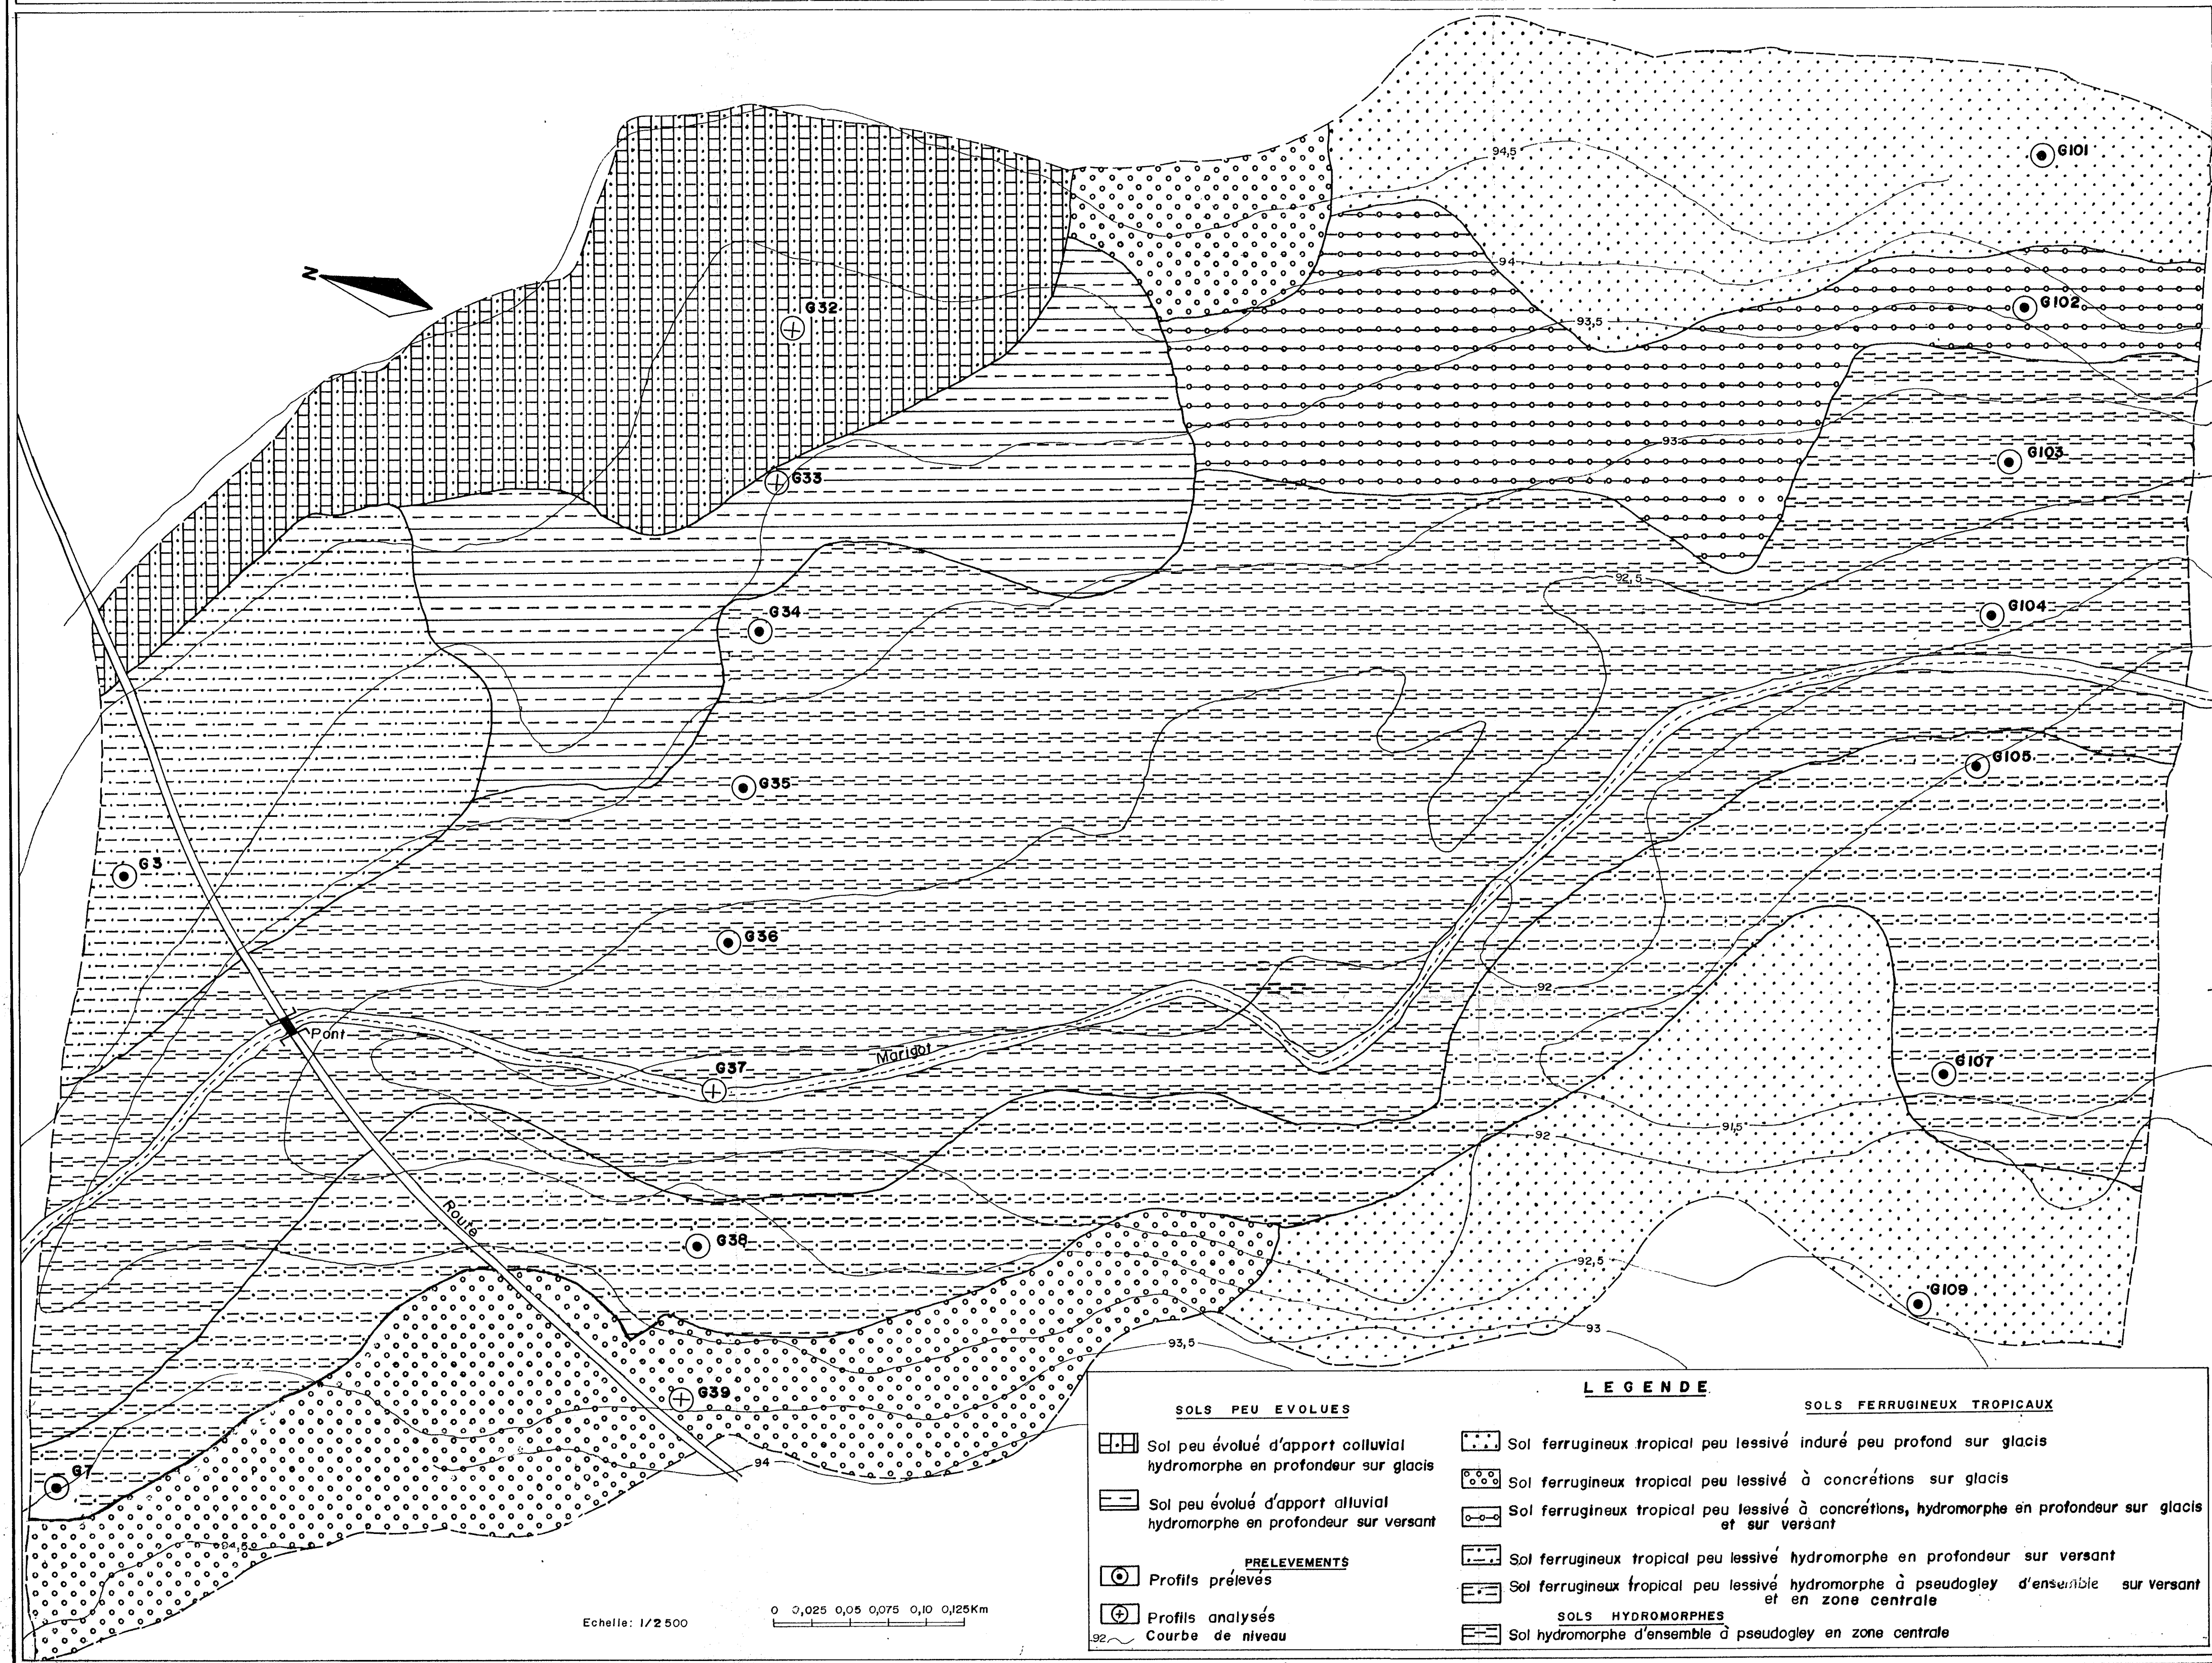 94,5
G101
N
94
G32
G102
93,5
93
G103
G33
92,5
G34
G104
G105
G35
G3
G36
92
Pont
Marigot
G37
G107
91,5
92
Route
G38
92,5
G109
93
93,5
G39
94
G7
94,5
Echelle: 1/2500
0 0,025 0,05 0,075 0,10 0,125Km
LEGENDE
SOLS PEU EVOLUES
Sol peu évolué d'apport colluvial
hydromorphe en profondeur sur glacis
Sol peu évolué d'apport alluvial
hydromorphe en profondeur sur versant
PRELEVEMENTS
Profils prélevés
Profils analysés
92 Courbe de niveau
SOLS FERRUGINEUX TROPICAUX
Sol ferrugineux tropical peu lessivé induré peu profond sur glacis
Sol ferrugineux tropical peu lessivé à concrétions sur glacis
Sol ferrugineux tropical peu lessivé à concrétions, hydromorphe en profondeur sur glacis
et sur versant
Sol ferrugineux tropical peu lessivé hydromorphe en profondeur sur versant
Sol ferrugineux tropical peu lessivé hydromorphe à pseudogley d'ensemble sur versant
et en zone centrale
SOLS HYDROMORPHES
Sol hydromorphe d'ensemble à pseudogley en zone centrale